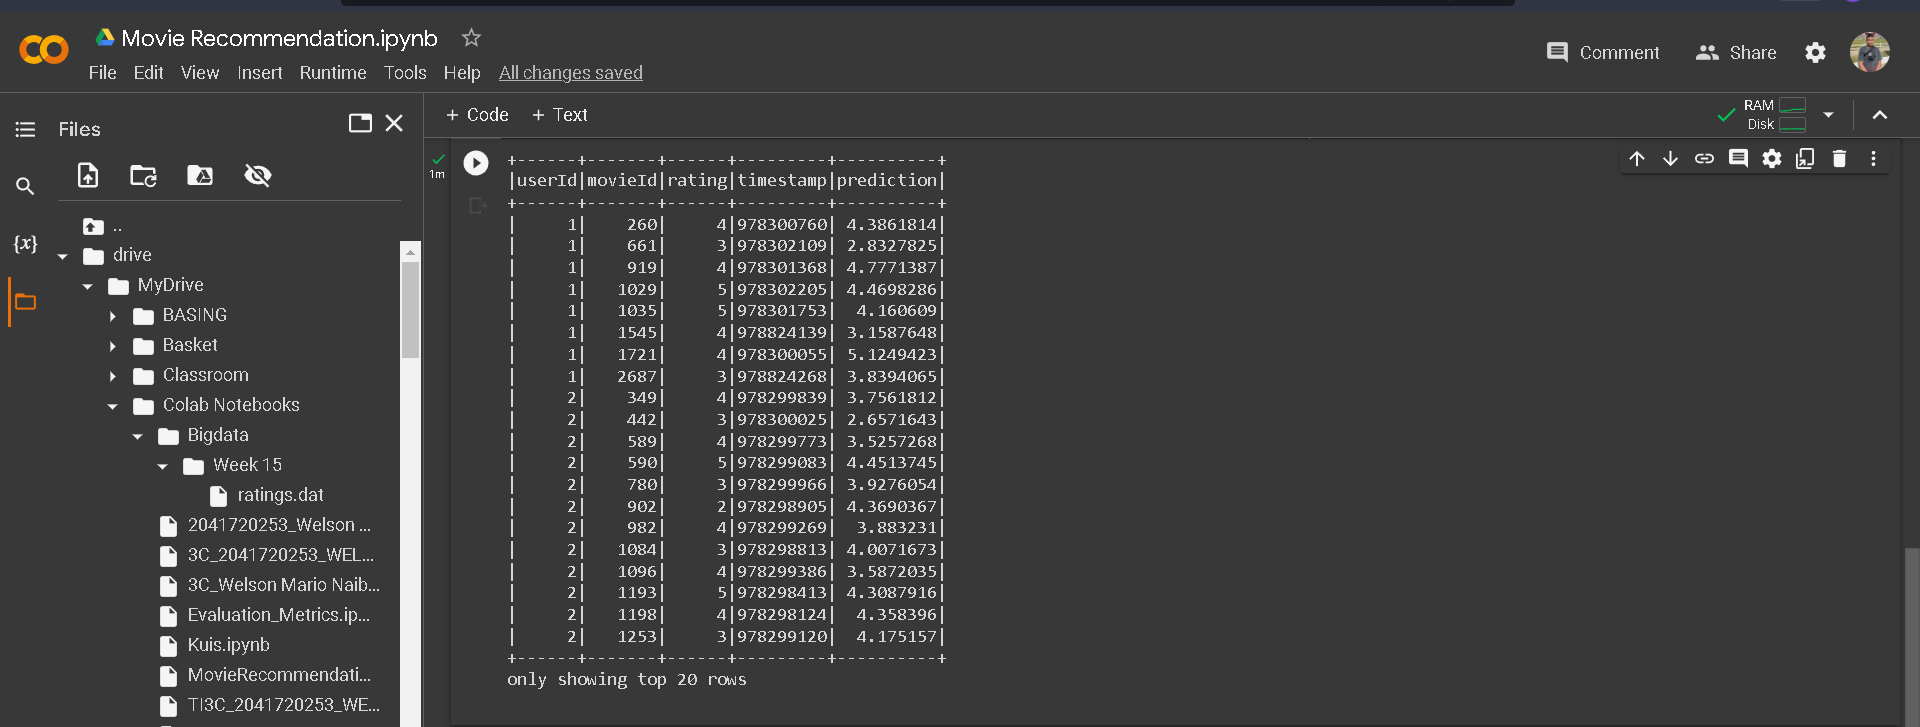 Movie Recommendation.ipynb
File Edit View Insert Runtime Tools Help All changes saved
Comment Share
Files
..
drive
MyDrive
BASING
Basket
Classroom
Colab Notebooks
Bigdata
Week 15
ratings.dat
2041720253_Welson ...
3C_2041720253_WEL...
3C_Welson Mario Naib...
Evaluation_Metrics.ip...
Kuis.ipynb
MovieRecommendati...
TI3C_2041720253_WE...
+ Code + Text
RAM
Disk
1m
+------+-------+------+---------+----------+
|userId|movieId|rating|timestamp|prediction|
+------+-------+------+---------+----------+
|     1|    260|     4|978300760| 4.3861814|
|     1|    661|     3|978302109| 2.8327825|
|     1|    919|     4|978301368| 4.7771387|
|     1|   1029|     5|978302205| 4.4698286|
|     1|   1035|     5|978301753|  4.160609|
|     1|   1545|     4|978824139| 3.1587648|
|     1|   1721|     4|978300055| 5.1249423|
|     1|   2687|     3|978824268| 3.8394065|
|     2|    349|     4|978299839| 3.7561812|
|     2|    442|     3|978300025| 2.6571643|
|     2|    589|     4|978299773| 3.5257268|
|     2|    590|     5|978299083| 4.4513745|
|     2|    780|     3|978299966| 3.9276054|
|     2|    902|     2|978298905| 4.3690367|
|     2|    982|     4|978299269|  3.883231|
|     2|   1084|     3|978298813| 4.0071673|
|     2|   1096|     4|978299386| 3.5872035|
|     2|   1193|     5|978298413| 4.3087916|
|     2|   1198|     4|978298124|  4.358396|
|     2|   1253|     3|978299120|  4.175157|
+------+-------+------+---------+----------+
only showing top 20 rows